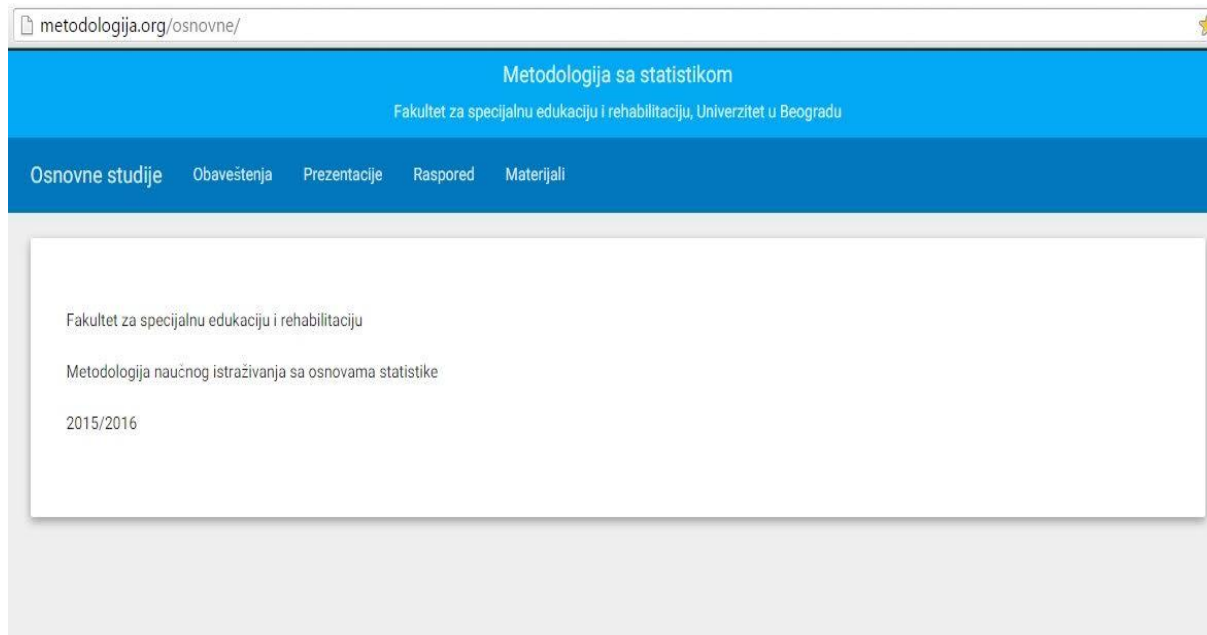 metodologija.org/osnovne/
Metodologija sa statistikom
Fakultet za specijalnu edukaciju i rehabilitaciju, Univerzitet u Beogradu
Osnovne studije Obaveštenja Prezentacije Raspored Materijali
Fakultet za specijalnu edukaciju i rehabilitaciju
Metodologija naučnog istraživanja sa osnovama statistike
2015/2016